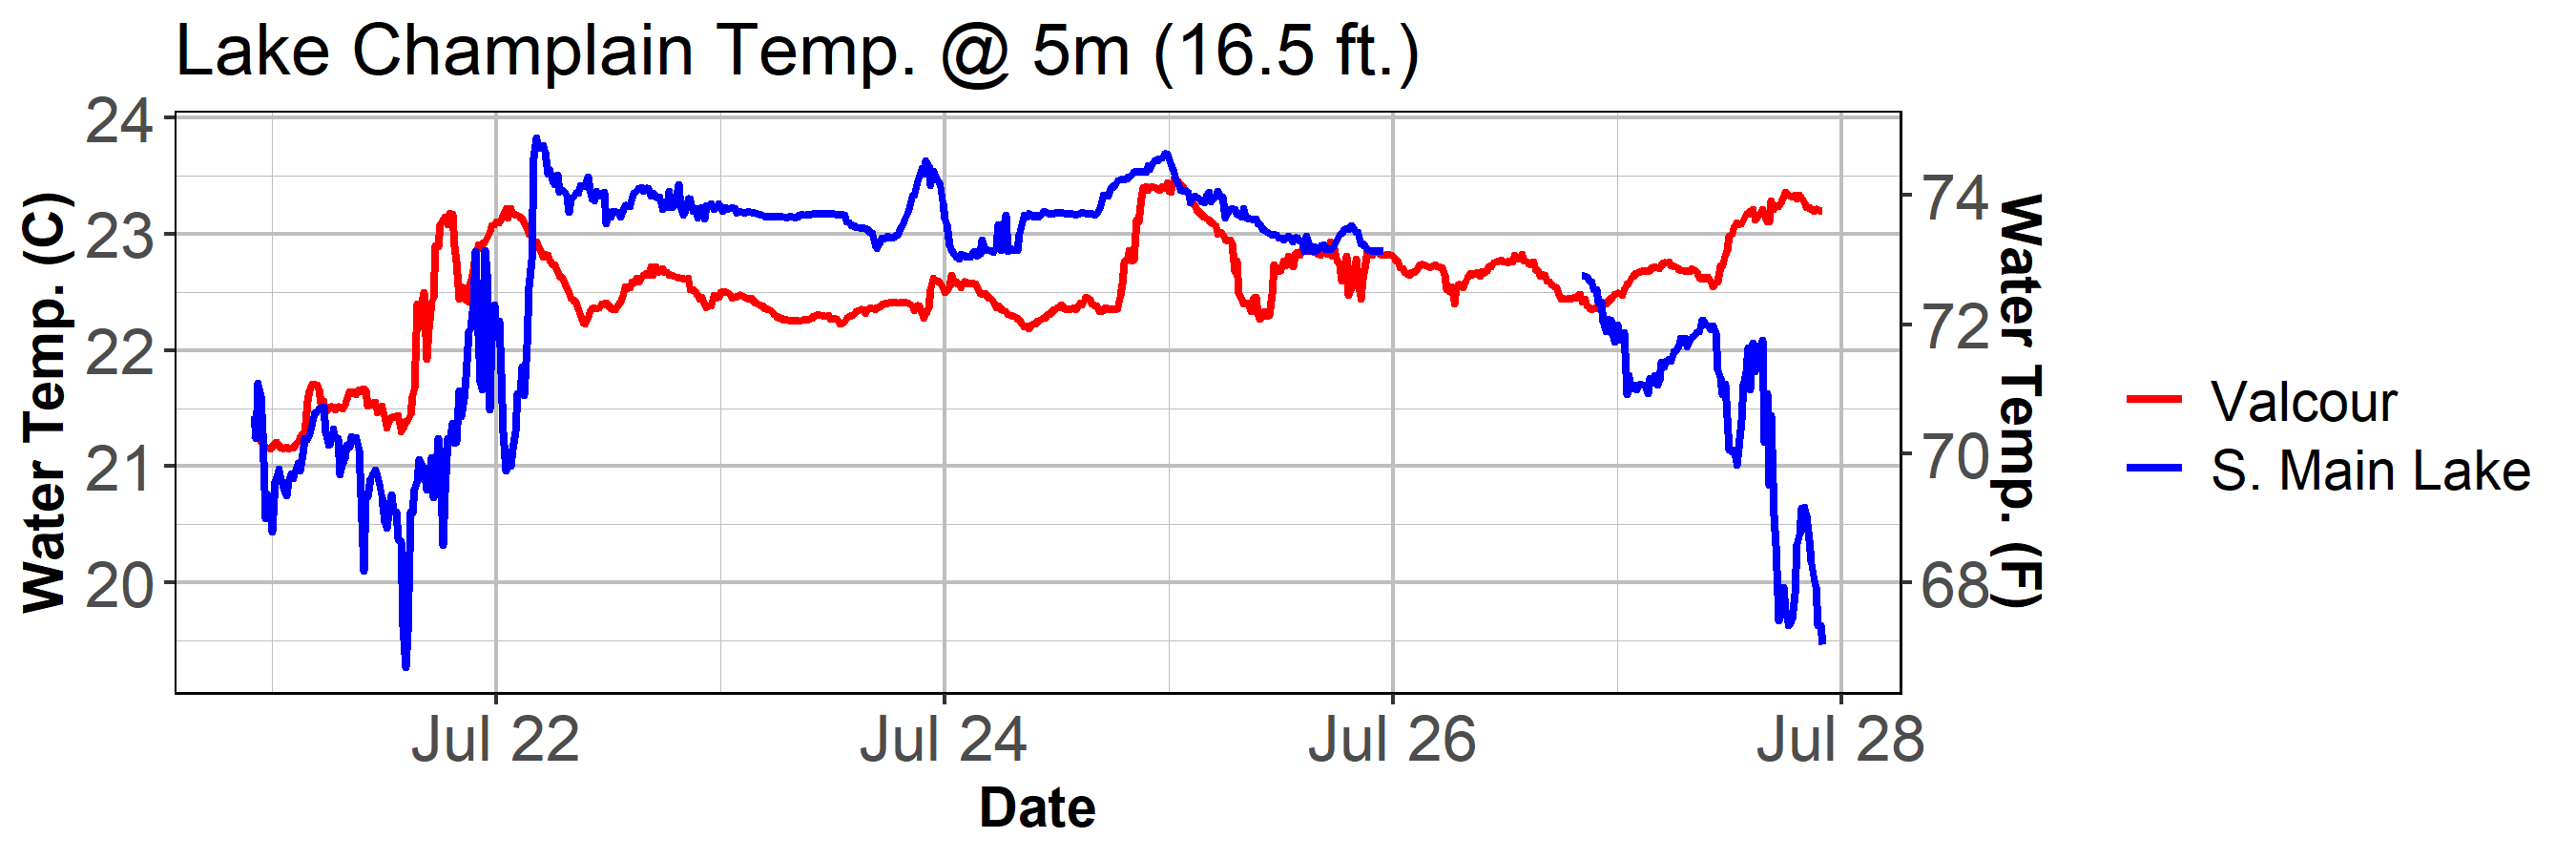 Lake Champlain Temp. @ 5m (16.5 ft.)
Water Temp. (C)
24
23
22
21
20
74
72
70
68
Water Temp. (F)
Jul 22
Jul 24
Jul 26
Jul 28
Date
Valcour
S. Main Lake